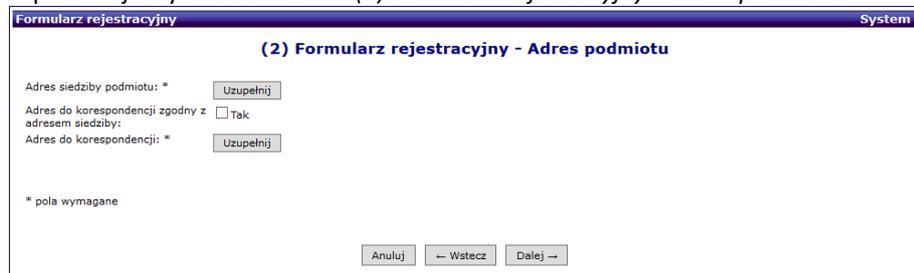 Formularz rejestracyjny System
(2) Formularz rejestracyjny - Adres podmiotu
Adres siedziby podmiotu: * Uzupełnij
Adres do korespondencji zgodny z Tak
adresem siedziby:
Adres do korespondencji: * Uzupełnij
* pola wymagane
Anuluj ← Wstecz Dalej →